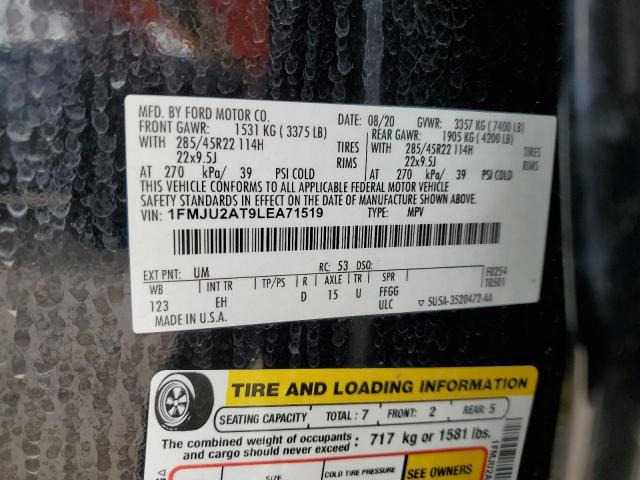 MFD. BY FORD MOTOR CO.
DATE: 08/20 GVWR: 3357 KG ( 7400 LB)
FRONT GAWR: 1531 KG ( 3375 LB)
REAR GAWR: 1905 KG ( 4200 LB)
WITH 285/45R22 114H TIRES
WITH 285/45R22 114H TIRES
22x9.5J RIMS
22x9.5J RIMS
AT 270 kPa/ 39 PSI COLD
AT 270 kPa/ 39 PSI COLD
THIS VEHICLE CONFORMS TO ALL APPLICABLE FEDERAL MOTOR VEHICLE
SAFETY STANDARDS IN EFFECT ON THE DATE OF MANUFACTURE SHOWN ABOVE.
VIN: 1FMJU2AT9LEA71519
TYPE: MPV
EXT PNT: UM RC: 53 DSO:
F0254
T0501
WB INT TR TP/PS R AXLE TR SPR
123 EH D 15 U FFGG
ULC
5U5A-3520472-AA
MADE IN U.S.A.
TIRE AND LOADING INFORMATION
SEATING CAPACITY TOTAL: 7 FRONT: 2 REAR: 5
The combined weight of occupants
and cargo should never exceed : 717 kg or 1581 lbs.
SIZE COLD TIRE PRESSURE SEE OWNERS
1FMJU2A